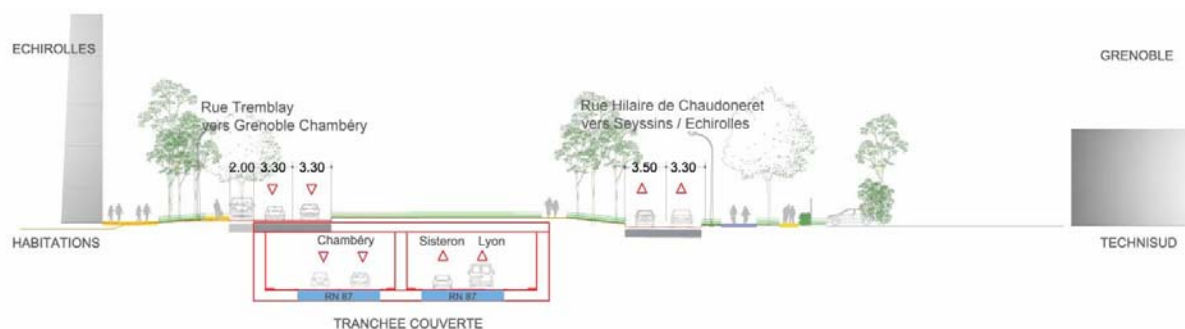 ECHIROLLES
GRENOBLE
Rue Tremblay
vers Grenoble Chambéry
Rue Hilaire de Chaudoneret
vers Seyssins / Echirolles
2.00 3.30 3.30
3.50 3.30
HABITATIONS
TECHNISUD
Chambéry
Sisteron Lyon
RN 87
RN 87
TRANCHEE COUVERTE